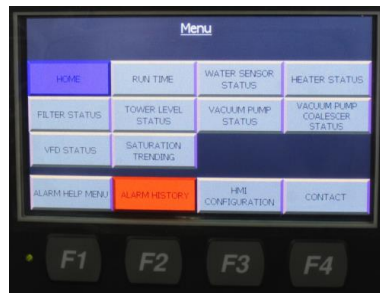 Menu
HOME
RUN TIME
WATER SENSOR
STATUS
HEATER STATUS
FILTER STATUS
TOWER LEVEL
STATUS
VACUUM PUMP
STATUS
VACUUM PUMP
COALESCER
STATUS
VFD STATUS
SATURATION
TRENDING
ALARM HELP MENU
ALARM HISTORY
HMI
CONFIGURATION
CONTACT
F1
F2
F3
F4